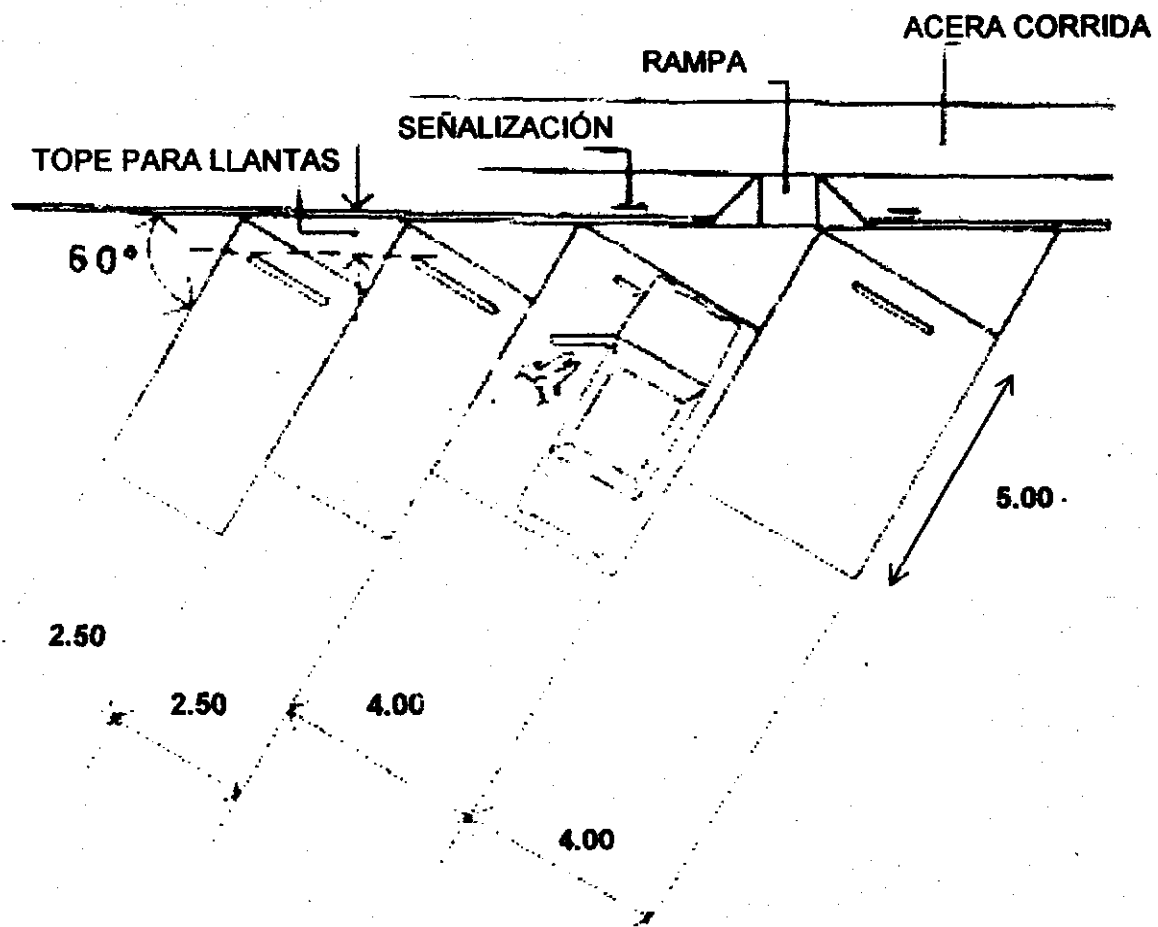 ACERA CORRIDA
RAMPA
SEÑALIZACIÓN
TOPE PARA LLANTAS
60°
5.00
2.50
2.50
4.00
4.00